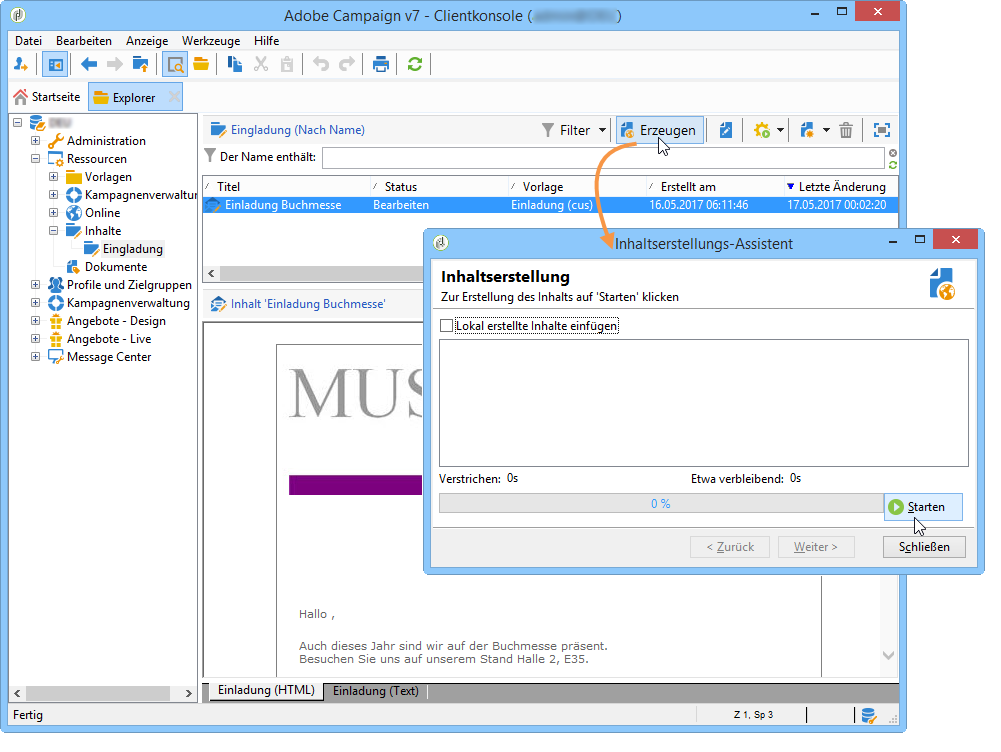 Adobe Campaign v7 - Clientkonsole ( )
Datei Bearbeiten Anzeige Werkzeuge Hilfe
Startseite Explorer
Administration
Ressourcen
Vorlagen
Kampagnenverwaltur
Online
Inhalte
Eingladung
Dokumente
Profile und Zielgruppen
Kampagnenverwaltung
Angebote - Design
Angebote - Live
Message Center
Eingladung (Nach Name) Filter Erzeugen
Der Name enthält:
Titel Status Vorlage Erstellt am Letzte Änderung
Einladung Buchmesse Bearbeiten Einladung (cus) 16.05.2017 06:11:46 17.05.2017 00:02:20
Inhalt 'Einladung Buchmesse'
MUS
Hallo ,
Auch dieses Jahr sind wir auf der Buchmesse präsent.
Besuchen Sie uns auf unserem Stand Halle 2, E35.
Einladung (HTML) Einladung (Text)
Fertig Z 1, Sp 3
Inhaltserstellungs-Assistent
Inhaltserstellung
Zur Erstellung des Inhalts auf 'Starten' klicken
Lokal erstellte Inhalte einfügen
Verstrichen: 0s Etwa verbleibend: 0s
0 % Starten
< Zurück Weiter > Schließen